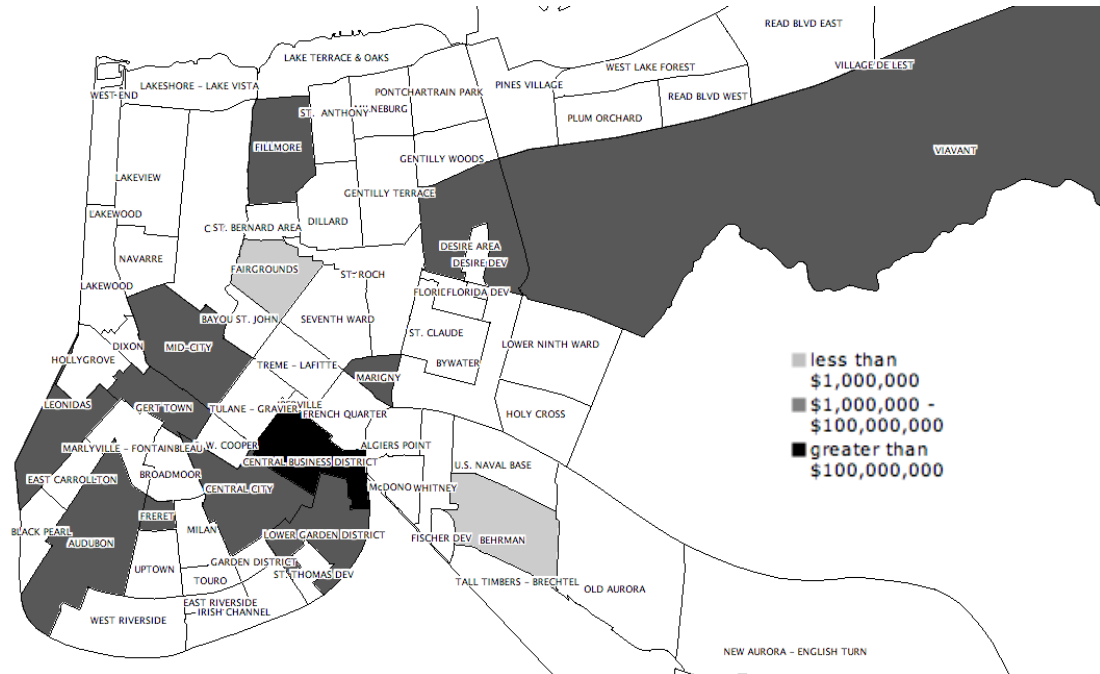 READ BLVD EAST
LAKE TERRACE & OAKS
VILLAGE DE LEST
WEST LAKE FOREST
LAKESHORE - LAKE VISTA
PINES VILLAGE
PONTCHARTRAIN PARK
WEST END
READ BLVD WEST
ST. ANTHONY
PLUM ORCHARD
FILLMORE
VIAVANT
GENTILLY WOODS
LAKEVIEW
GENTILLY TERRACE
LAKEWOOD
DILLARD
ST. BERNARD AREA
DESIRE AREA
NAVARRE
DESIRE DEV
FAIRGROUNDS
ST. ROCH
LAKEWOOD
FLORIDA DEV
BAYOU ST. JOHN
SEVENTH WARD
ST. CLAUDE
LOWER NINTH WARD
DIXON
MID-CITY
HOLLYGROVE
less than
$1,000,000
TREME - LAFITTE
BYWATER
MARIGNY
LEONIDAS
GERT TOWN
TULANE - GRAVIER
FRENCH QUARTER
HOLY CROSS
$1,000,000 -
$100,000,000
MARLYVILLE - FONTAINBLEAU
W. COOPER
ALGIERS POINT
greater than
$100,000,000
CENTRAL BUSINESS DISTRICT
U.S. NAVAL BASE
BROADMOOR
EAST CARROLLTON
CENTRAL CITY
McDONO
WHITNEY
FRERET
BLACK PEARL
MILAN
AUDUBON
LOWER GARDEN DISTRICT
FISCHER DEV
BEHRMAN
GARDEN DISTRICT
UPTOWN
ST. THOMAS DEV
TOURO
TALL TIMBERS - BRECHTEL
OLD AURORA
EAST RIVERSIDE
IRISH CHANNEL
WEST RIVERSIDE
NEW AURORA - ENGLISH TURN